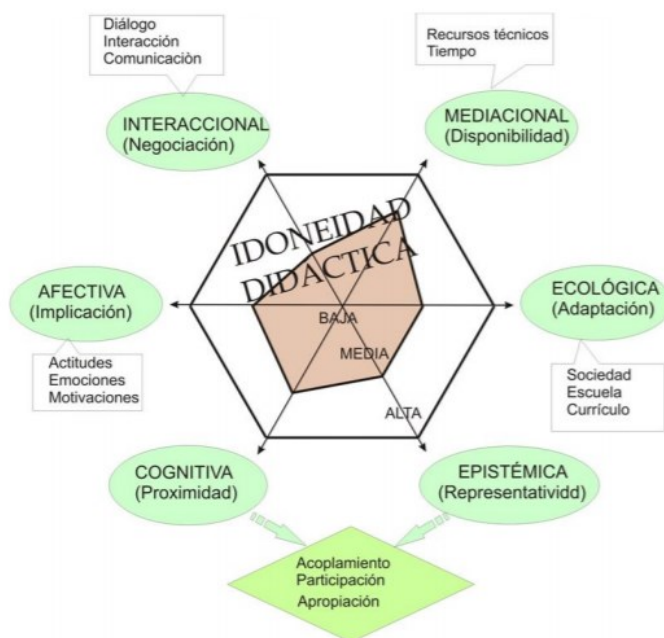 Diálogo
Interacción
Comunicaciòn
Recursos técnicos
Tiempo
INTERACCIONAL
(Negociación)
MEDIACIONAL
(Disponibilidad)
IDONEIDAD
DIDACTICA
AFECTIVA
(Implicación)
ECOLÓGICA
(Adaptación)
BAJA
MEDIA
ALTA
Actitudes
Emociones
Motivaciones
Sociedad
Escuela
Currículo
COGNITIVA
(Proximidad)
EPISTÉMICA
(Representatividd)
Acoplamiento
Participación
Apropiación